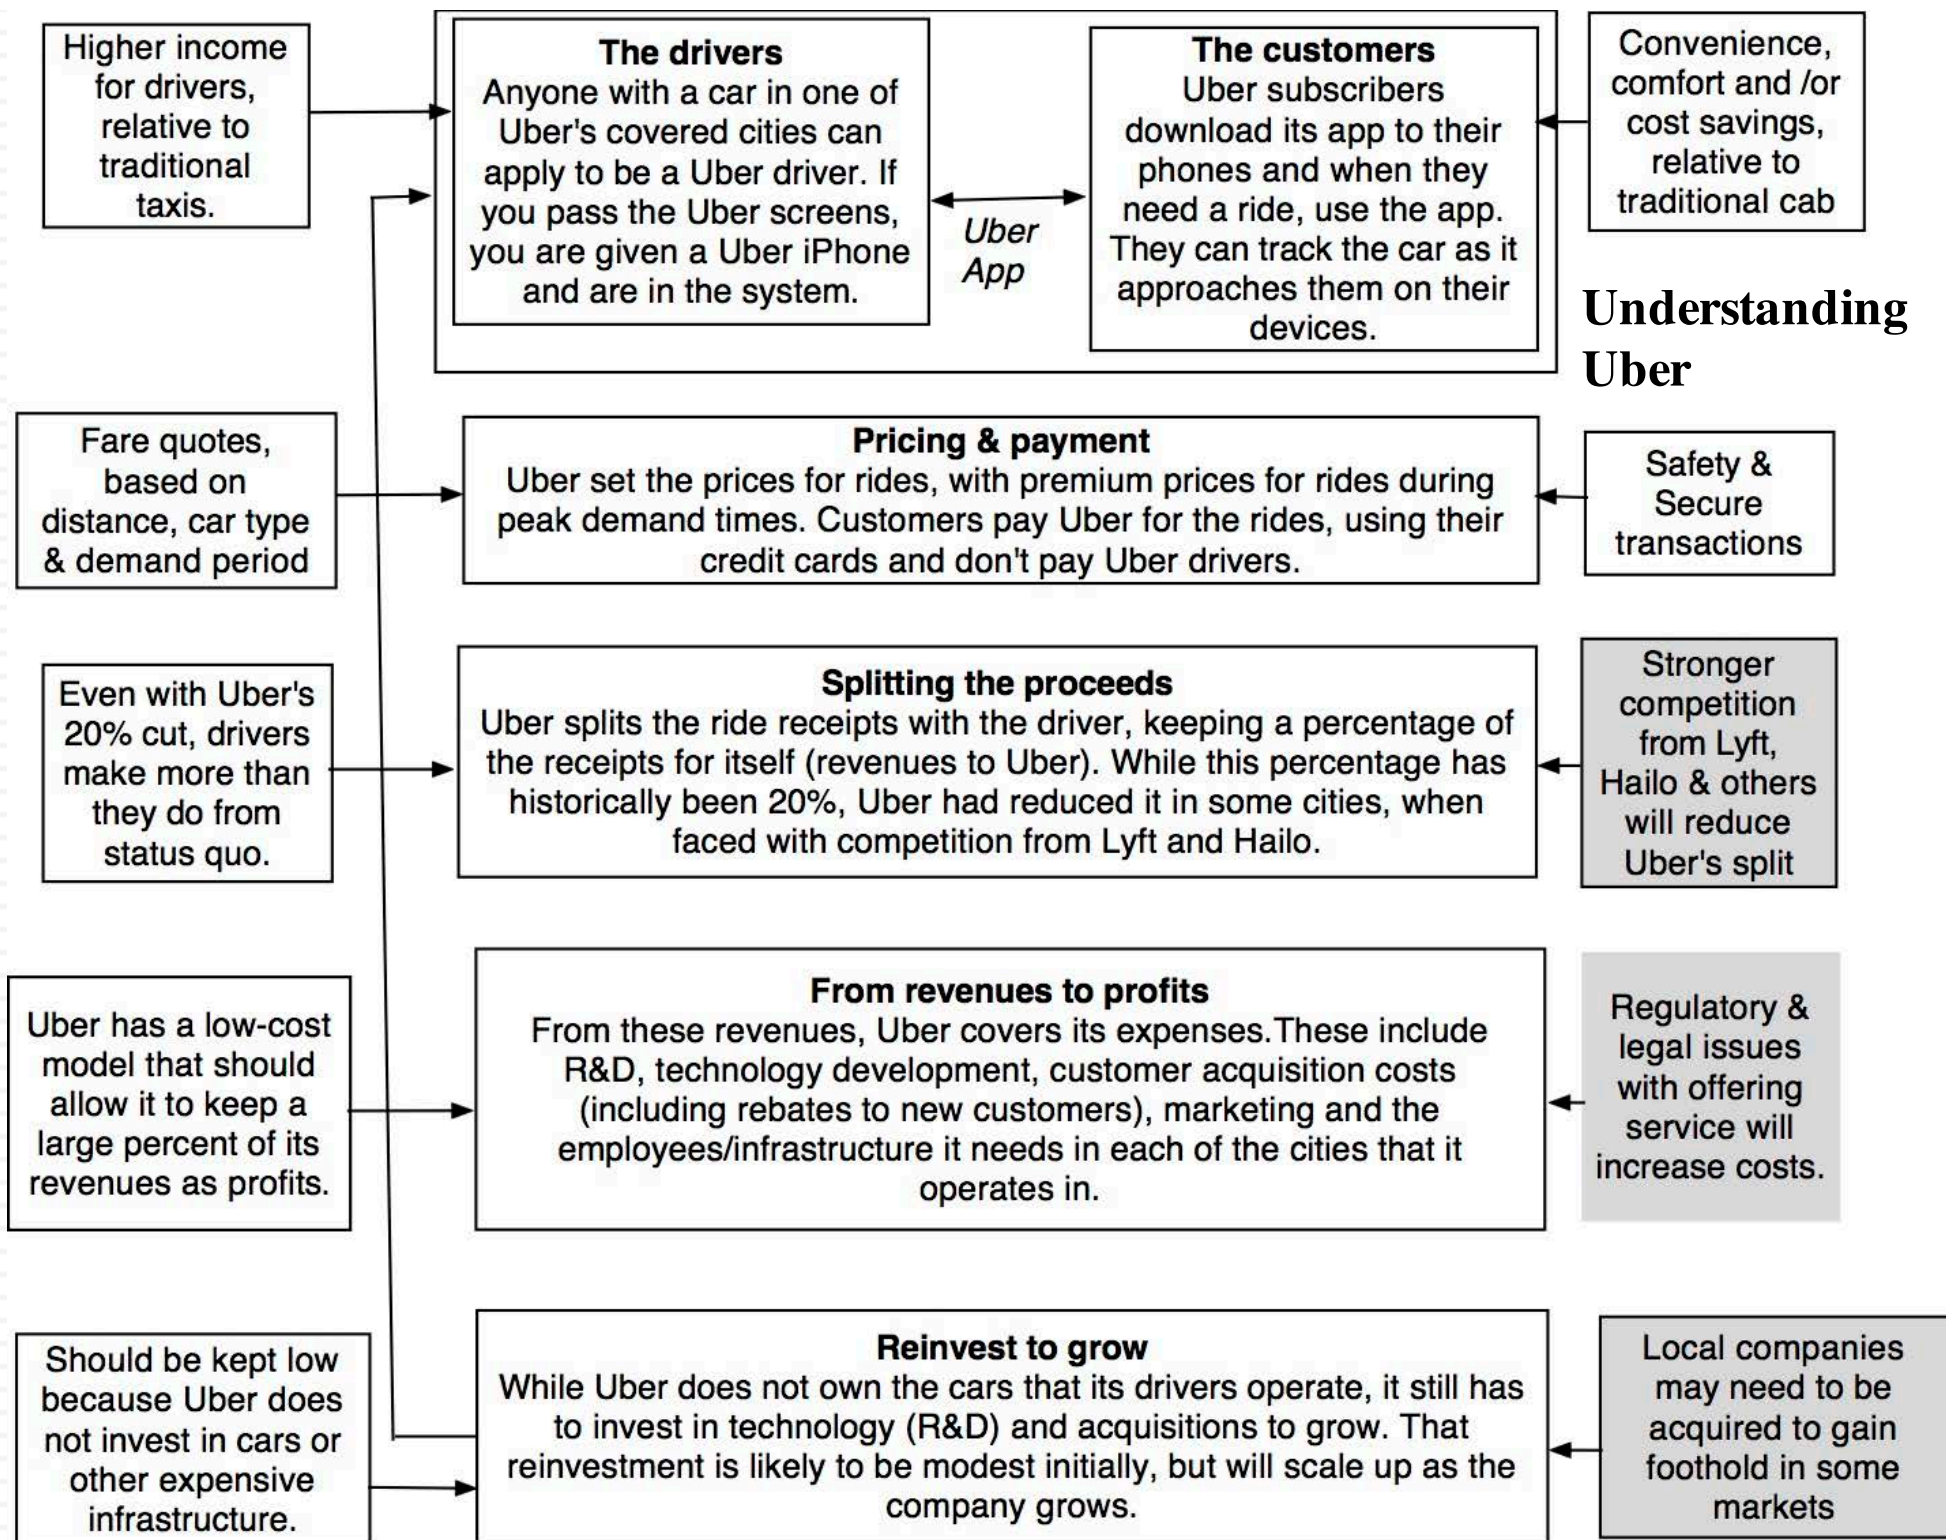 Higher income
for drivers,
relative to
traditional
taxis.
The drivers
Anyone with a car in one of
Uber's covered cities can
apply to be a Uber driver. If
you pass the Uber screens,
you are given a Uber iPhone
and are in the system.
Uber
App
The customers
Uber subscribers
download its app to their
phones and when they
need a ride, use the app.
They can track the car as it
approaches them on their
devices.
Convenience,
comfort and /or
cost savings,
relative to
traditional cab
Understanding
Uber
Fare quotes,
based on
distance, car type
& demand period
Pricing & payment
Uber set the prices for rides, with premium prices for rides during
peak demand times. Customers pay Uber for the rides, using their
credit cards and don't pay Uber drivers.
Safety &
Secure
transactions
Even with Uber's
20% cut, drivers
make more than
they do from
status quo.
Splitting the proceeds
Uber splits the ride receipts with the driver, keeping a percentage of
the receipts for itself (revenues to Uber). While this percentage has
historically been 20%, Uber had reduced it in some cities, when
faced with competition from Lyft and Hailo.
Stronger
competition
from Lyft,
Hailo & others
will reduce
Uber's split
Uber has a low-cost
model that should
allow it to keep a
large percent of its
revenues as profits.
From revenues to profits
From these revenues, Uber covers its expenses.These include
R&D, technology development, customer acquisition costs
(including rebates to new customers), marketing and the
employees/infrastructure it needs in each of the cities that it
operates in.
Regulatory &
legal issues
with offering
service will
increase costs.
Should be kept low
because Uber does
not invest in cars or
other expensive
infrastructure.
Reinvest to grow
While Uber does not own the cars that its drivers operate, it still has
to invest in technology (R&D) and acquisitions to grow. That
reinvestment is likely to be modest initially, but will scale up as the
company grows.
Local companies
may need to be
acquired to gain
foothold in some
markets